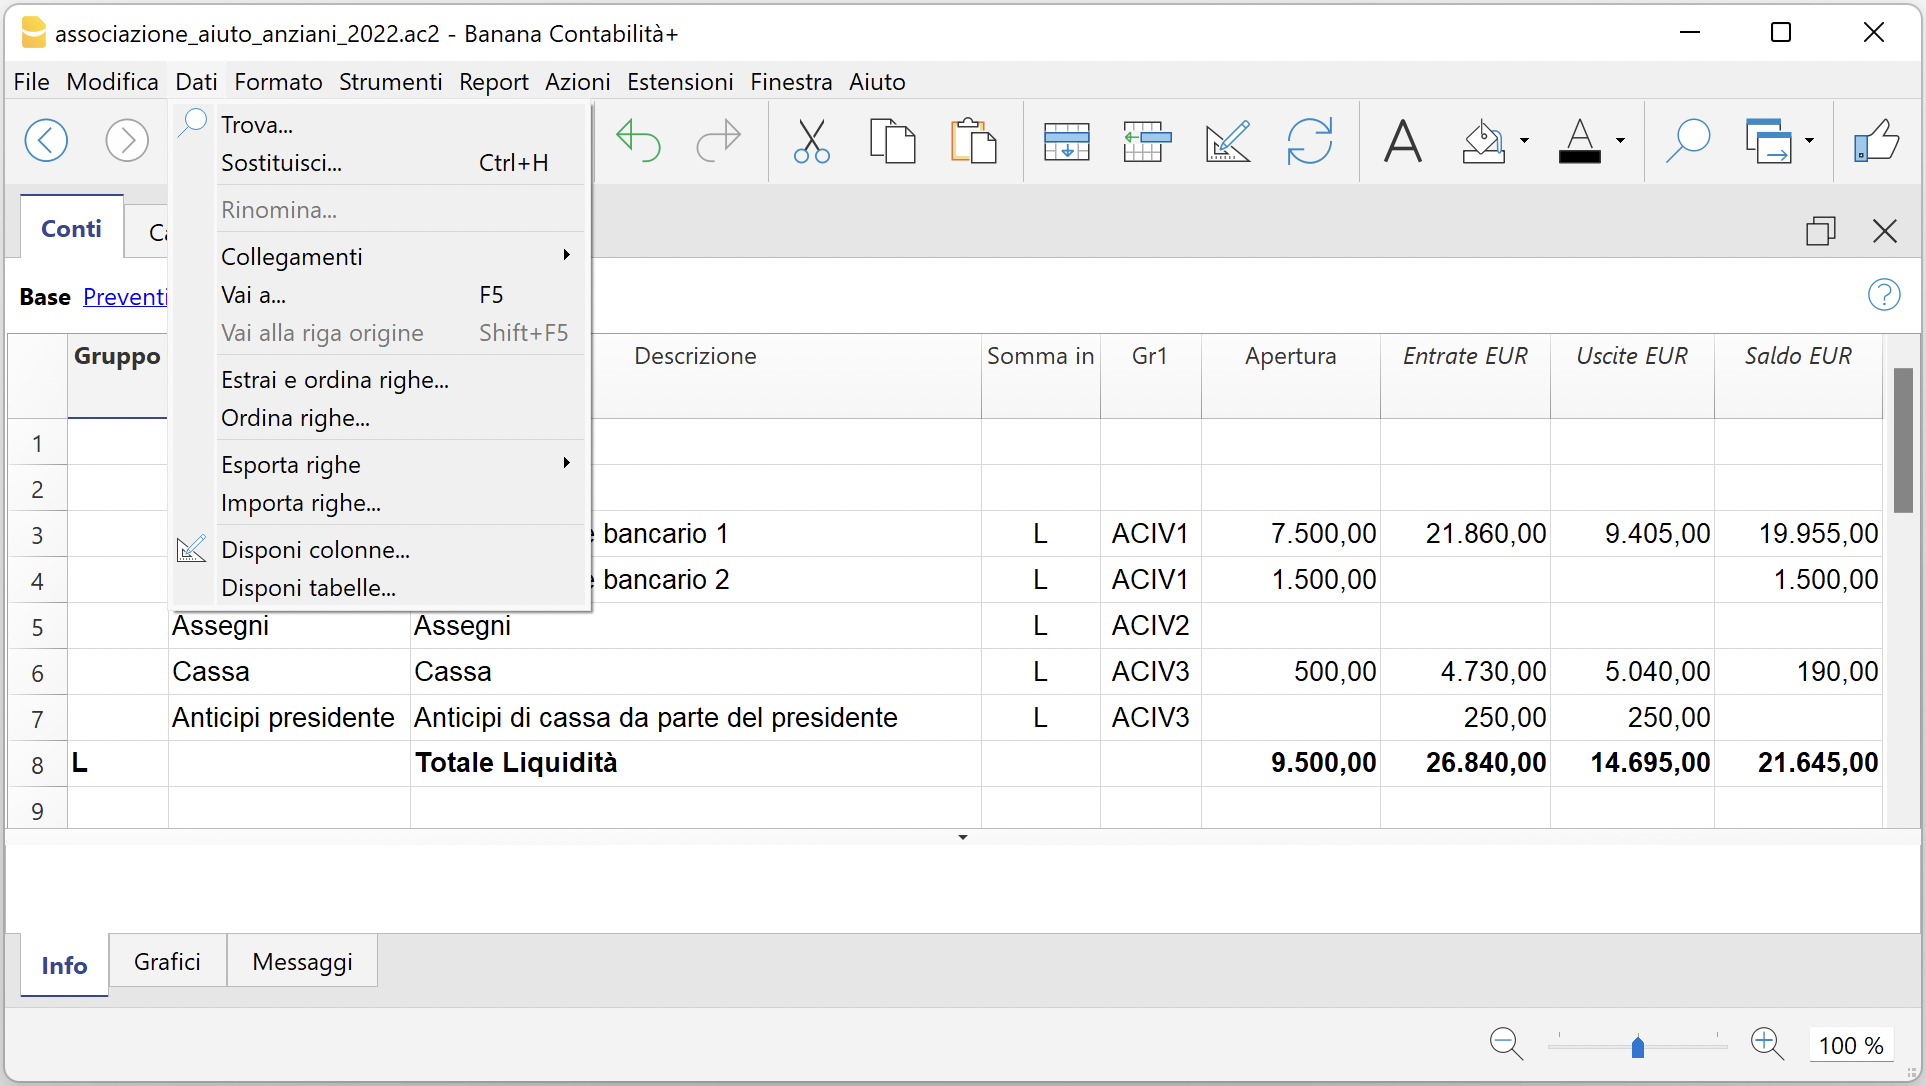 associazione_aiuto_anziani_2022.ac2 - Banana Contabilità+
File Modifica Dati Formato Strumenti Report Azioni Estensioni Finestra Aiuto
Trova...
Sostituisci... Ctrl+H
Rinomina...
Collegamenti
Vai a... F5
Vai alla riga origine Shift+F5
Estrai e ordina righe...
Ordina righe...
Esporta righe
Importa righe...
Disponi colonne...
Disponi tabelle...
Conti
Base Preventi
Gruppo Descrizione Somma in Gr1 Apertura Entrate EUR Uscite EUR Saldo EUR
1
2
3 bancario 1 L ACIV1 7.500,00 21.860,00 9.405,00 19.955,00
4 bancario 2 L ACIV1 1.500,00 1.500,00
5 Assegni Assegni L ACIV2
6 Cassa Cassa L ACIV3 500,00 4.730,00 5.040,00 190,00
7 Anticipi presidente Anticipi di cassa da parte del presidente L ACIV3 250,00 250,00
8 L Totale Liquidità 9.500,00 26.840,00 14.695,00 21.645,00
9
Info Grafici Messaggi
100 %